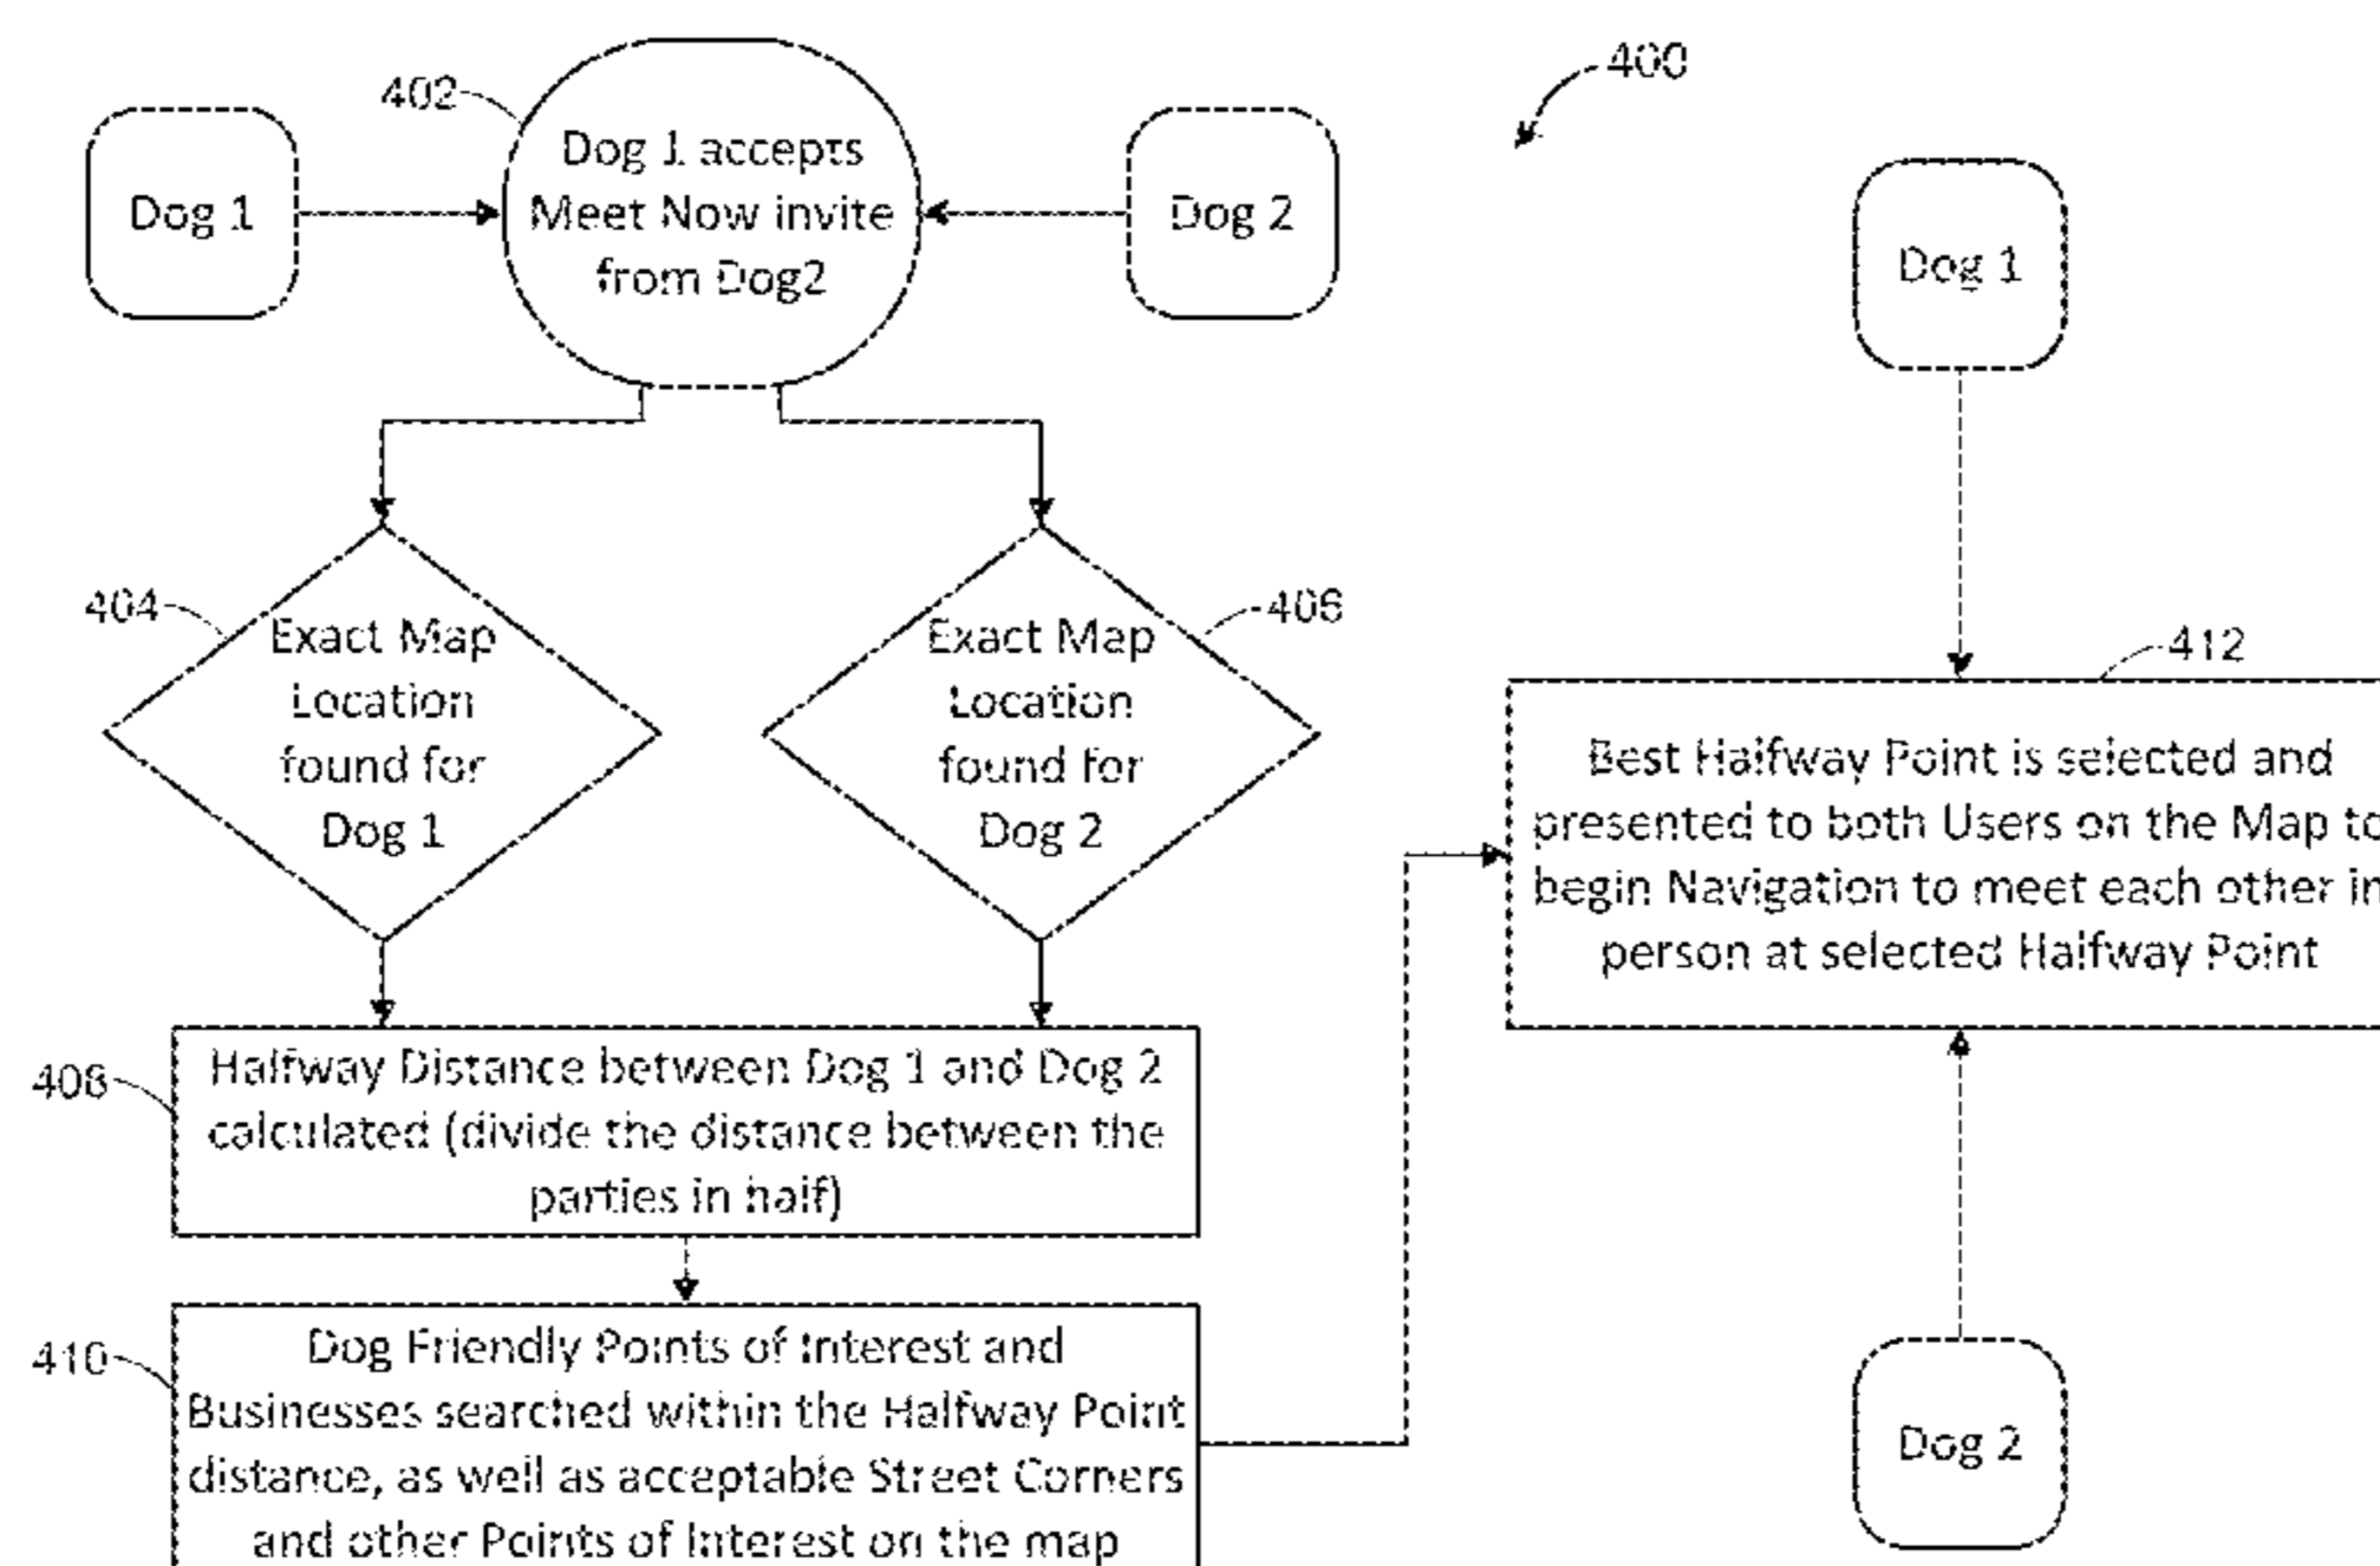 400
402
Dog 1
Dog 1 accepts
Meet Now invite
from Dog2
Dog 2
Dog 1
404
Exact Map
Location
found for
Dog 1
406
Exact Map
Location
found for
Dog 2
408
Halfway Distance between Dog 1 and Dog 2
calculated (divide the distance between the
parties in half)
410
Dog Friendly Points of Interest and
Businesses searched within the Halfway Point
distance, as well as acceptable Street Corners
and other Points of Interest on the map
412
Best Halfway Point is selected and
presented to both Users on the Map to
begin Navigation to meet each other in
person at selected Halfway Point
Dog 2